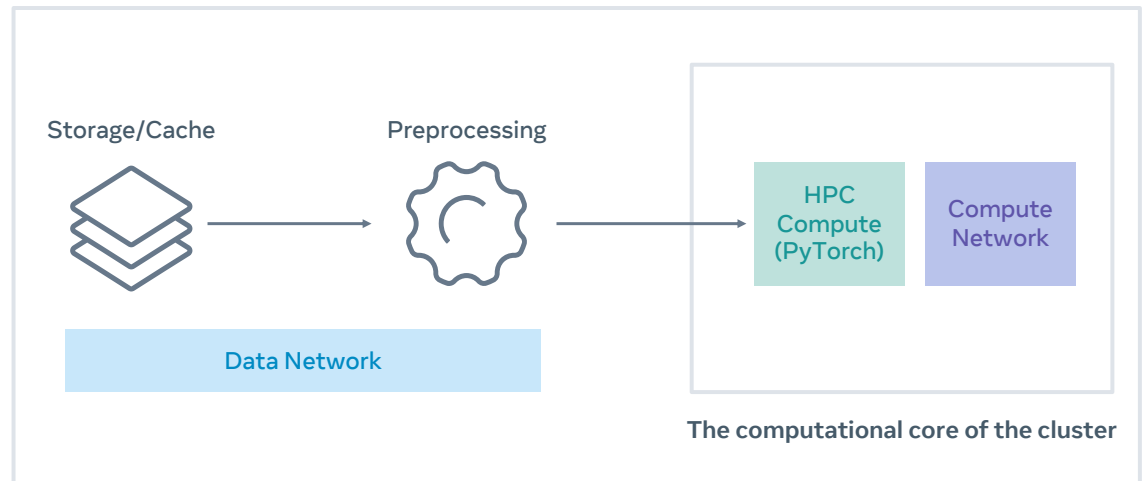 Storage/Cache
Preprocessing
HPC
Compute
(PyTorch)
Compute
Network
Data Network
The computational core of the cluster